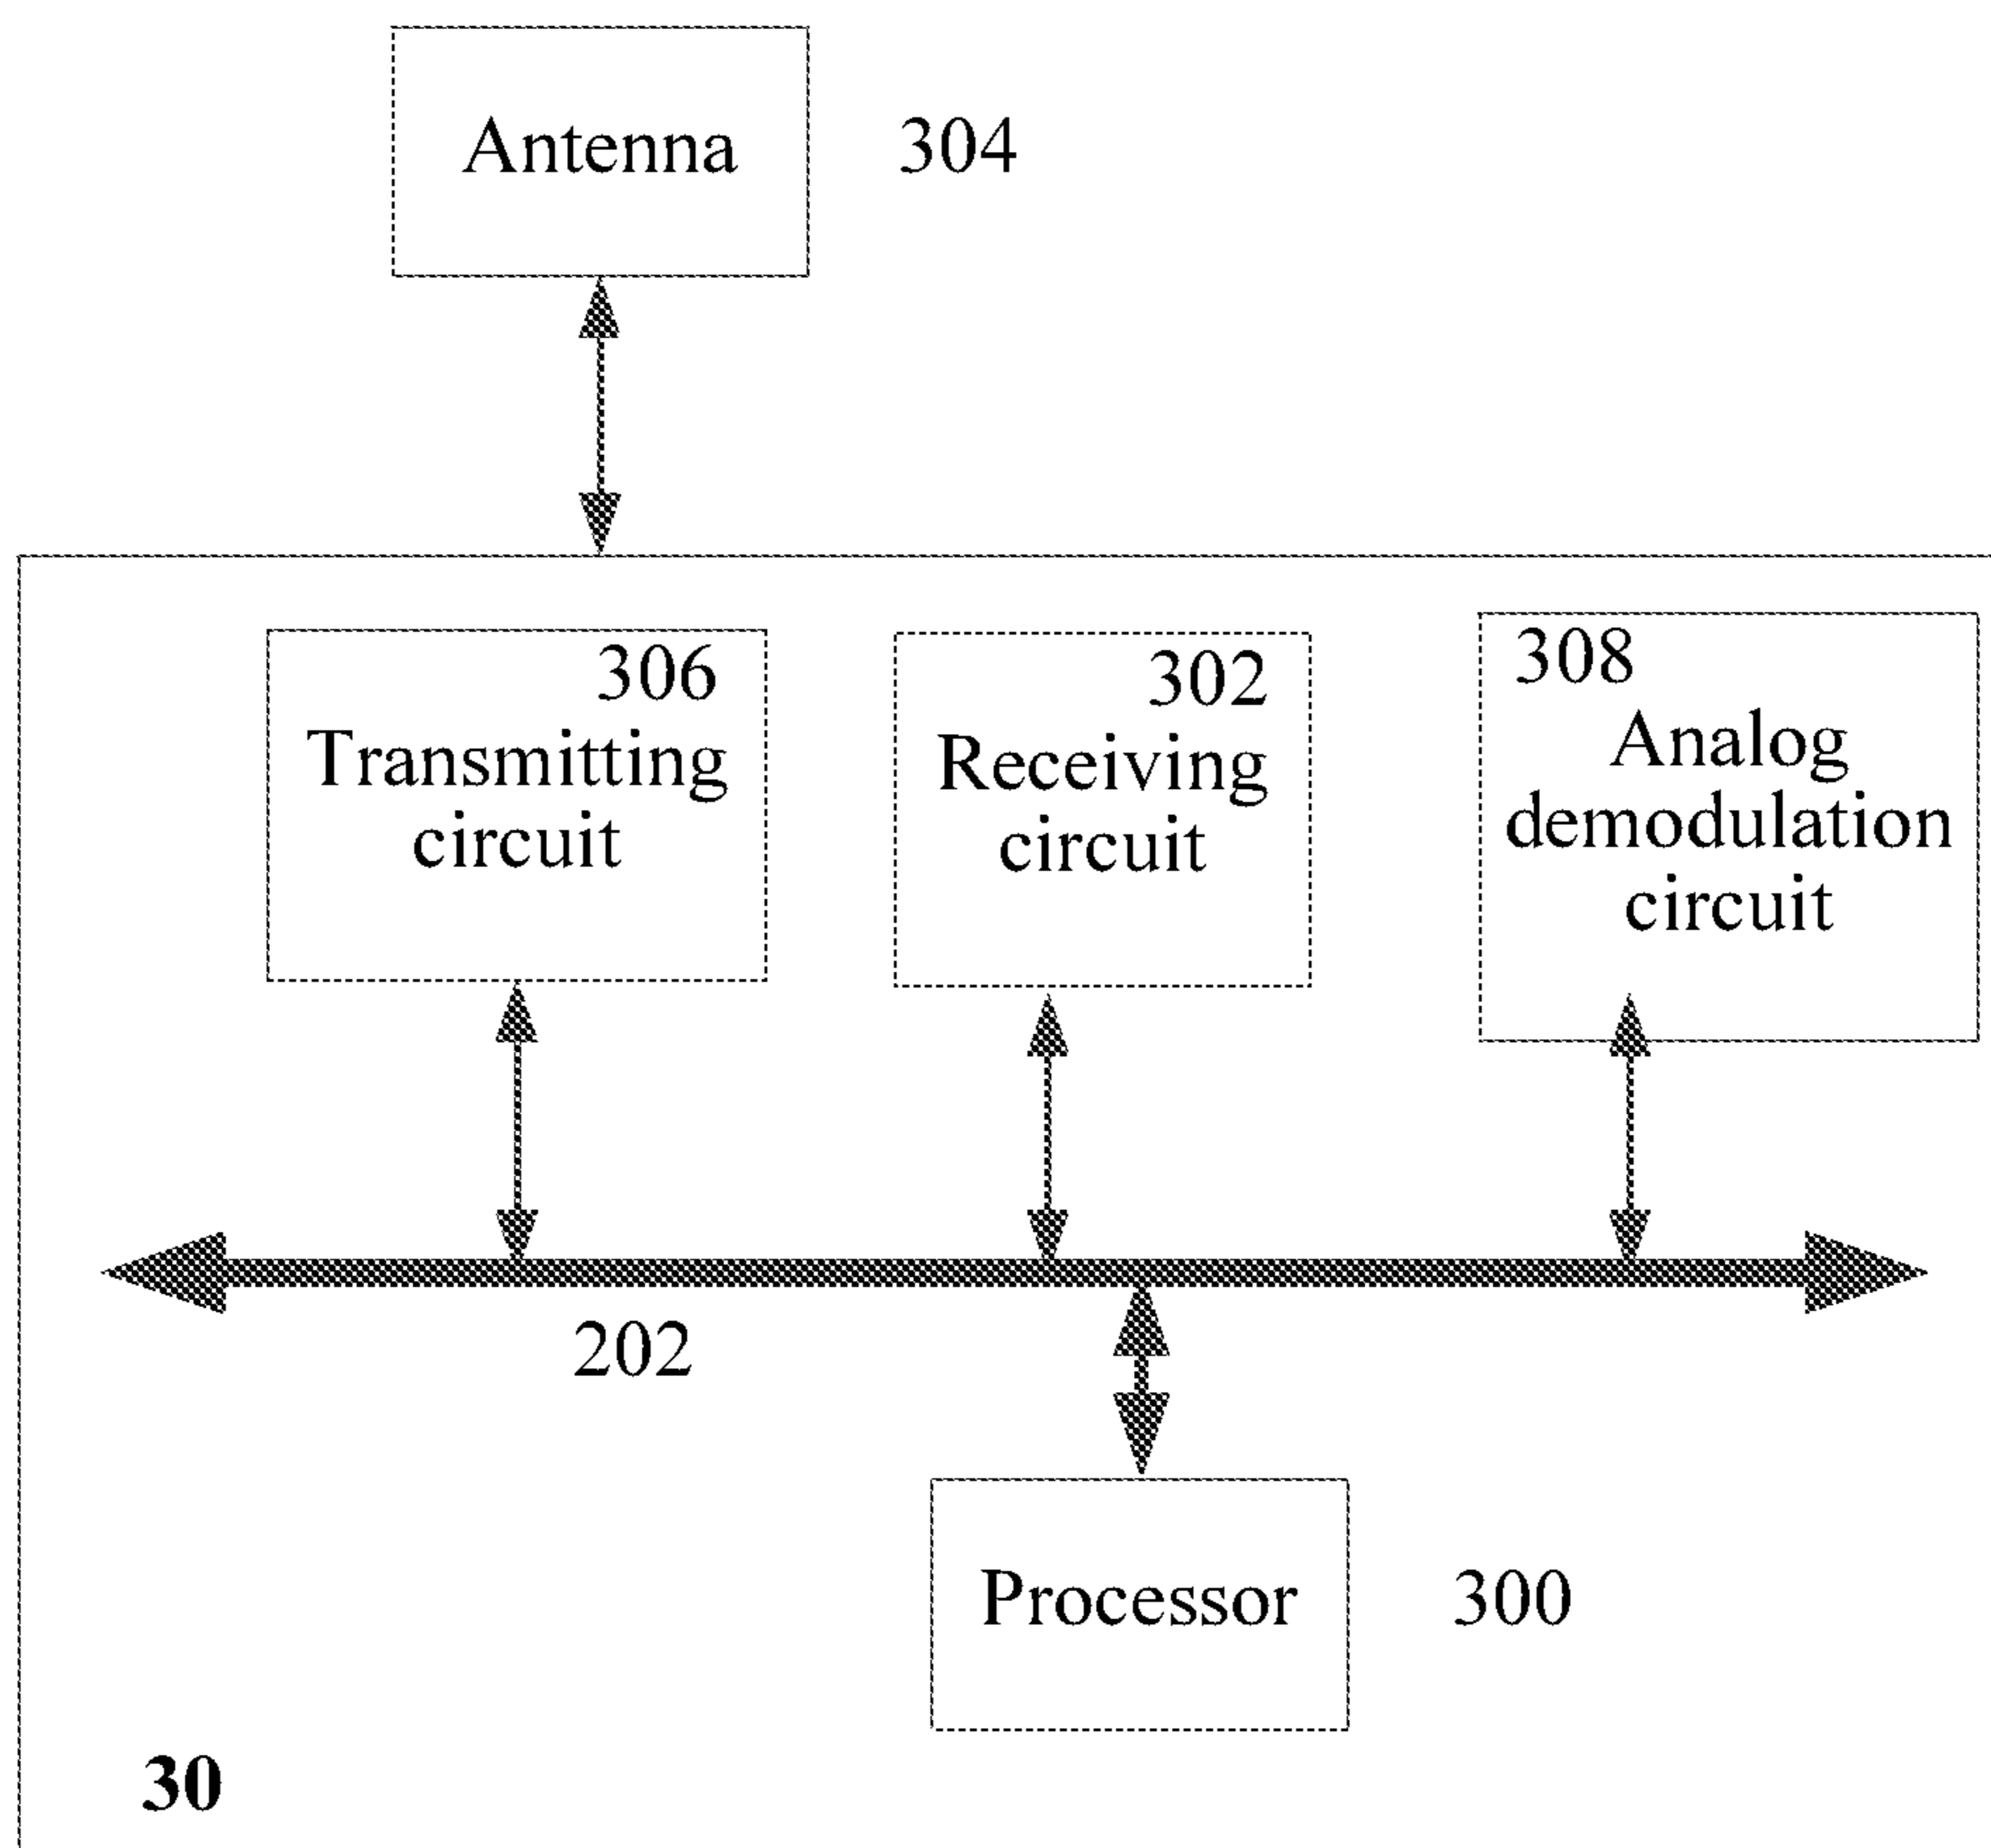 Antenna
304
306
Transmitting
circuit
302
Receiving
circuit
308
Analog
demodulation
circuit
202
Processor
300
30